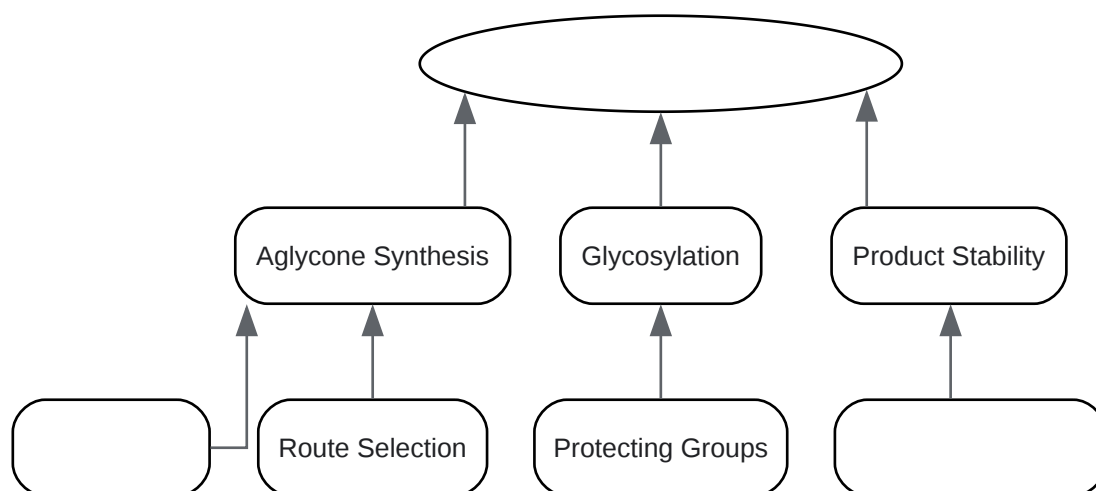 Aglycone Synthesis
Glycosylation
Product Stability
Route Selection
Protecting Groups